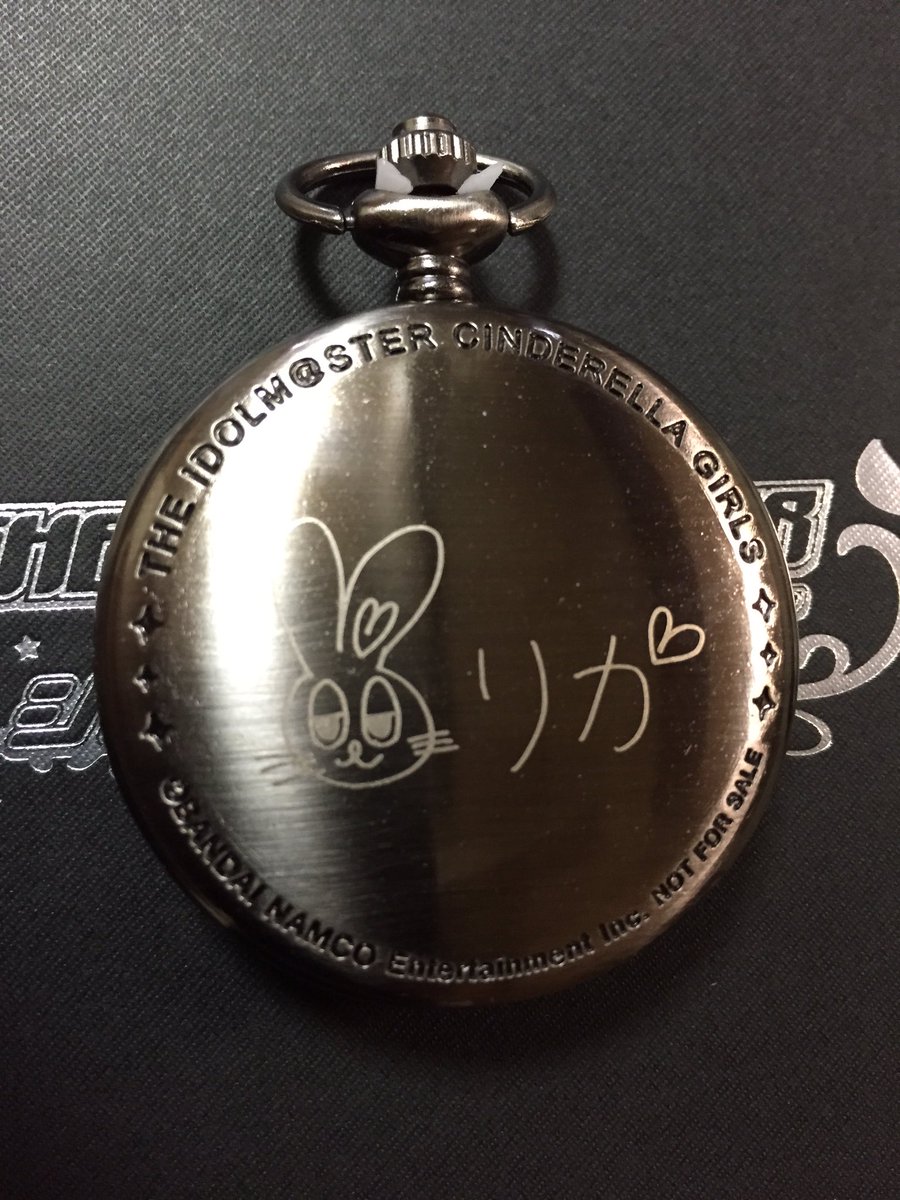 THE IDOLM@STER CINDERELLA GIRLS
リカ♡
©BANDAI NAMCO Entertainment Inc. NOT FOR SALE